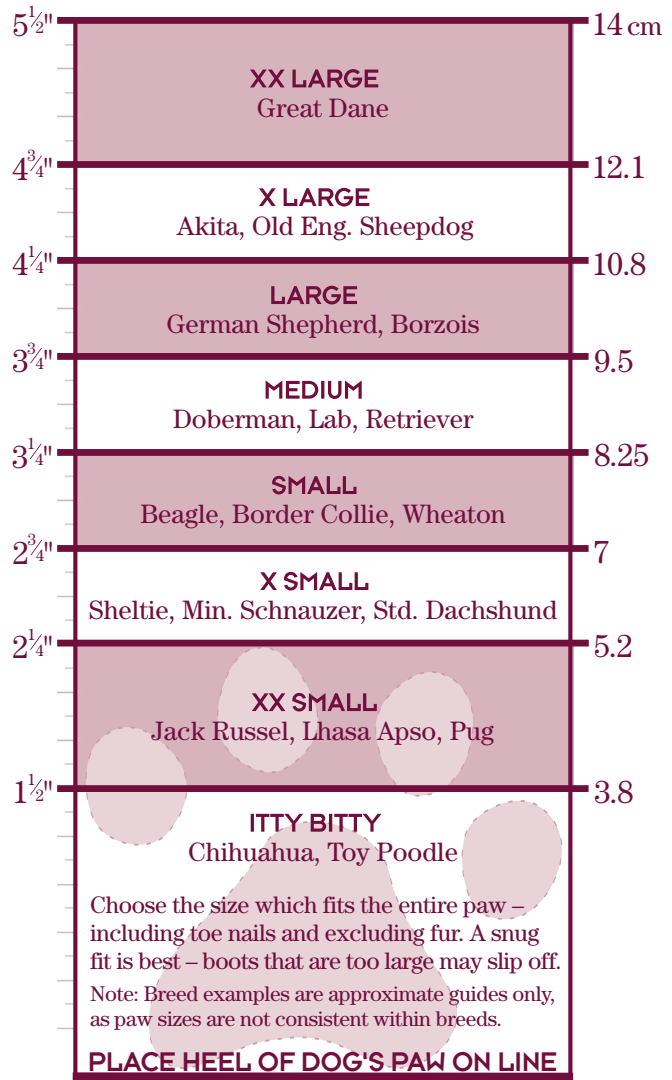 5½" 14 cm
XX LARGE
Great Dane
4¾" 12.1
X LARGE
Akita, Old Eng. Sheepdog
4¼" 10.8
LARGE
German Shepherd, Borzois
3¾" 9.5
MEDIUM
Doberman, Lab, Retriever
3¼" 8.25
SMALL
Beagle, Border Collie, Wheaton
2¾" 7
X SMALL
Sheltie, Min. Schnauzer, Std. Dachshund
2¼" 5.2
XX SMALL
Jack Russel, Lhasa Apso, Pug
1½" 3.8
ITTY BITTY
Chihuahua, Toy Poodle
Choose the size which fits the entire paw –
including toe nails and excluding fur. A snug
fit is best – boots that are too large may slip off.
Note: Breed examples are approximate guides only,
as paw sizes are not consistent within breeds.
PLACE HEEL OF DOG'S PAW ON LINE